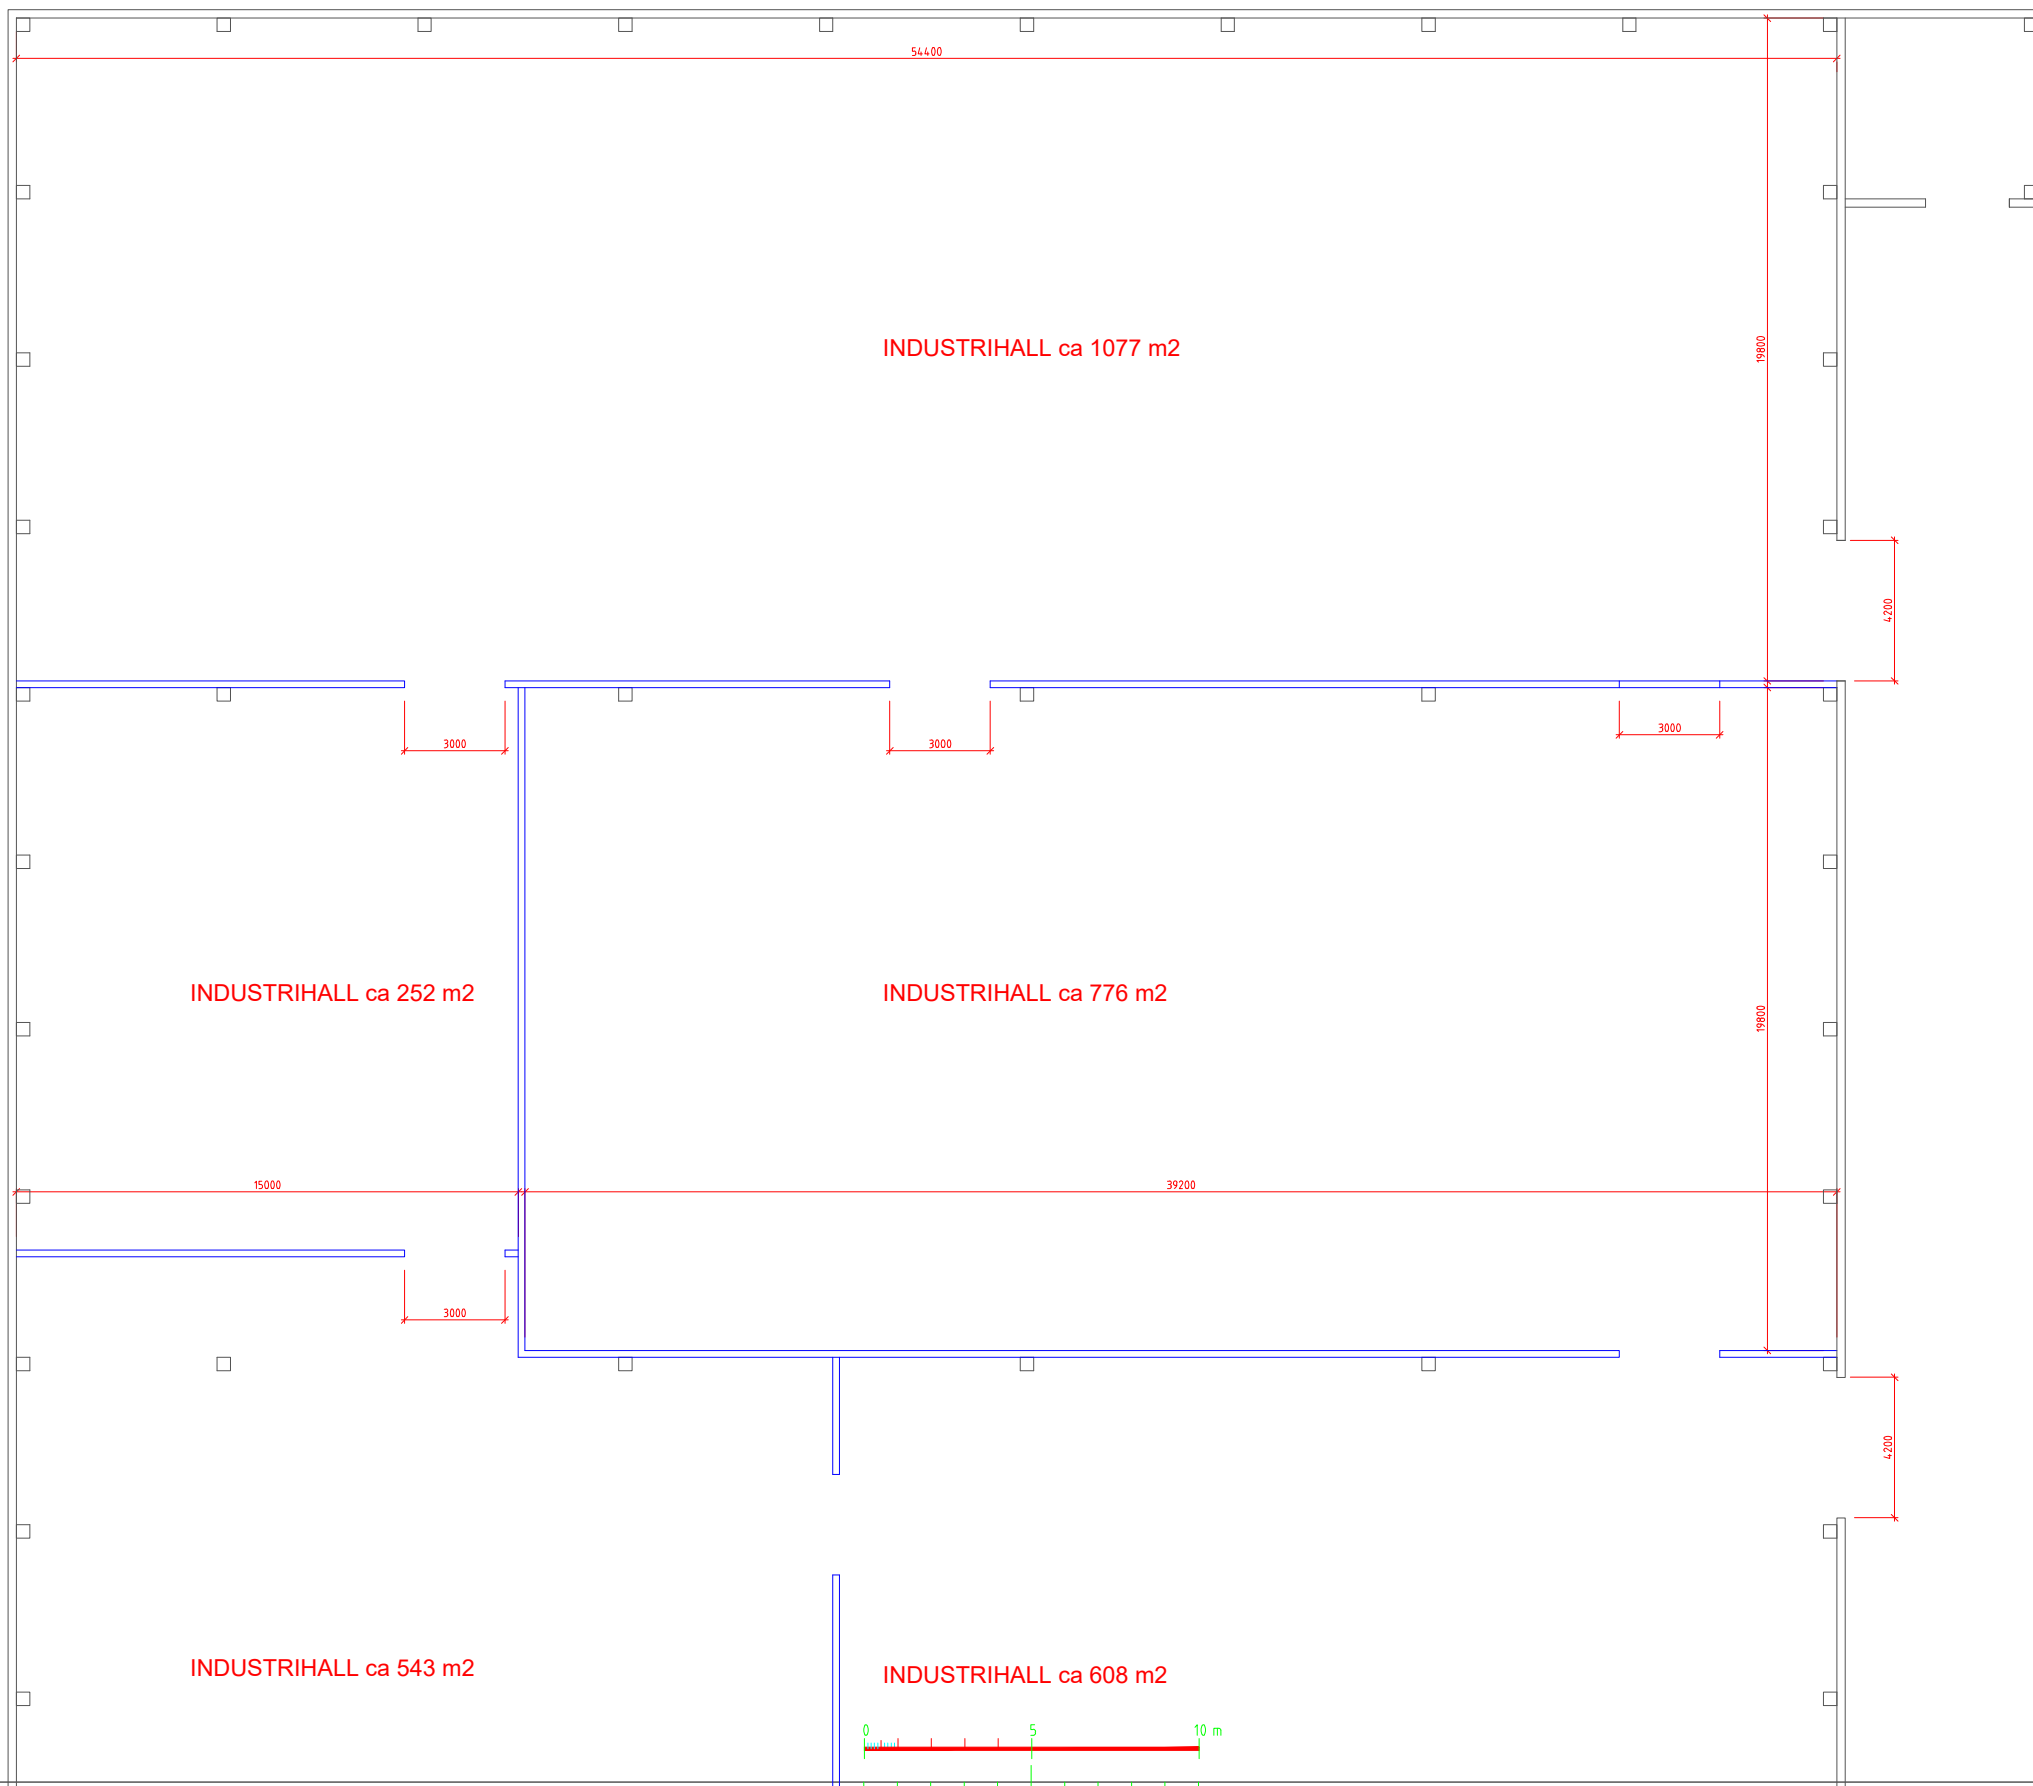 54400
INDUSTRIHALL ca 1077 m2
19800
4200
3000
3000
3000
INDUSTRIHALL ca 252 m2
INDUSTRIHALL ca 776 m2
19800
15000
39200
3000
4200
INDUSTRIHALL ca 543 m2
INDUSTRIHALL ca 608 m2
0 5 10 m